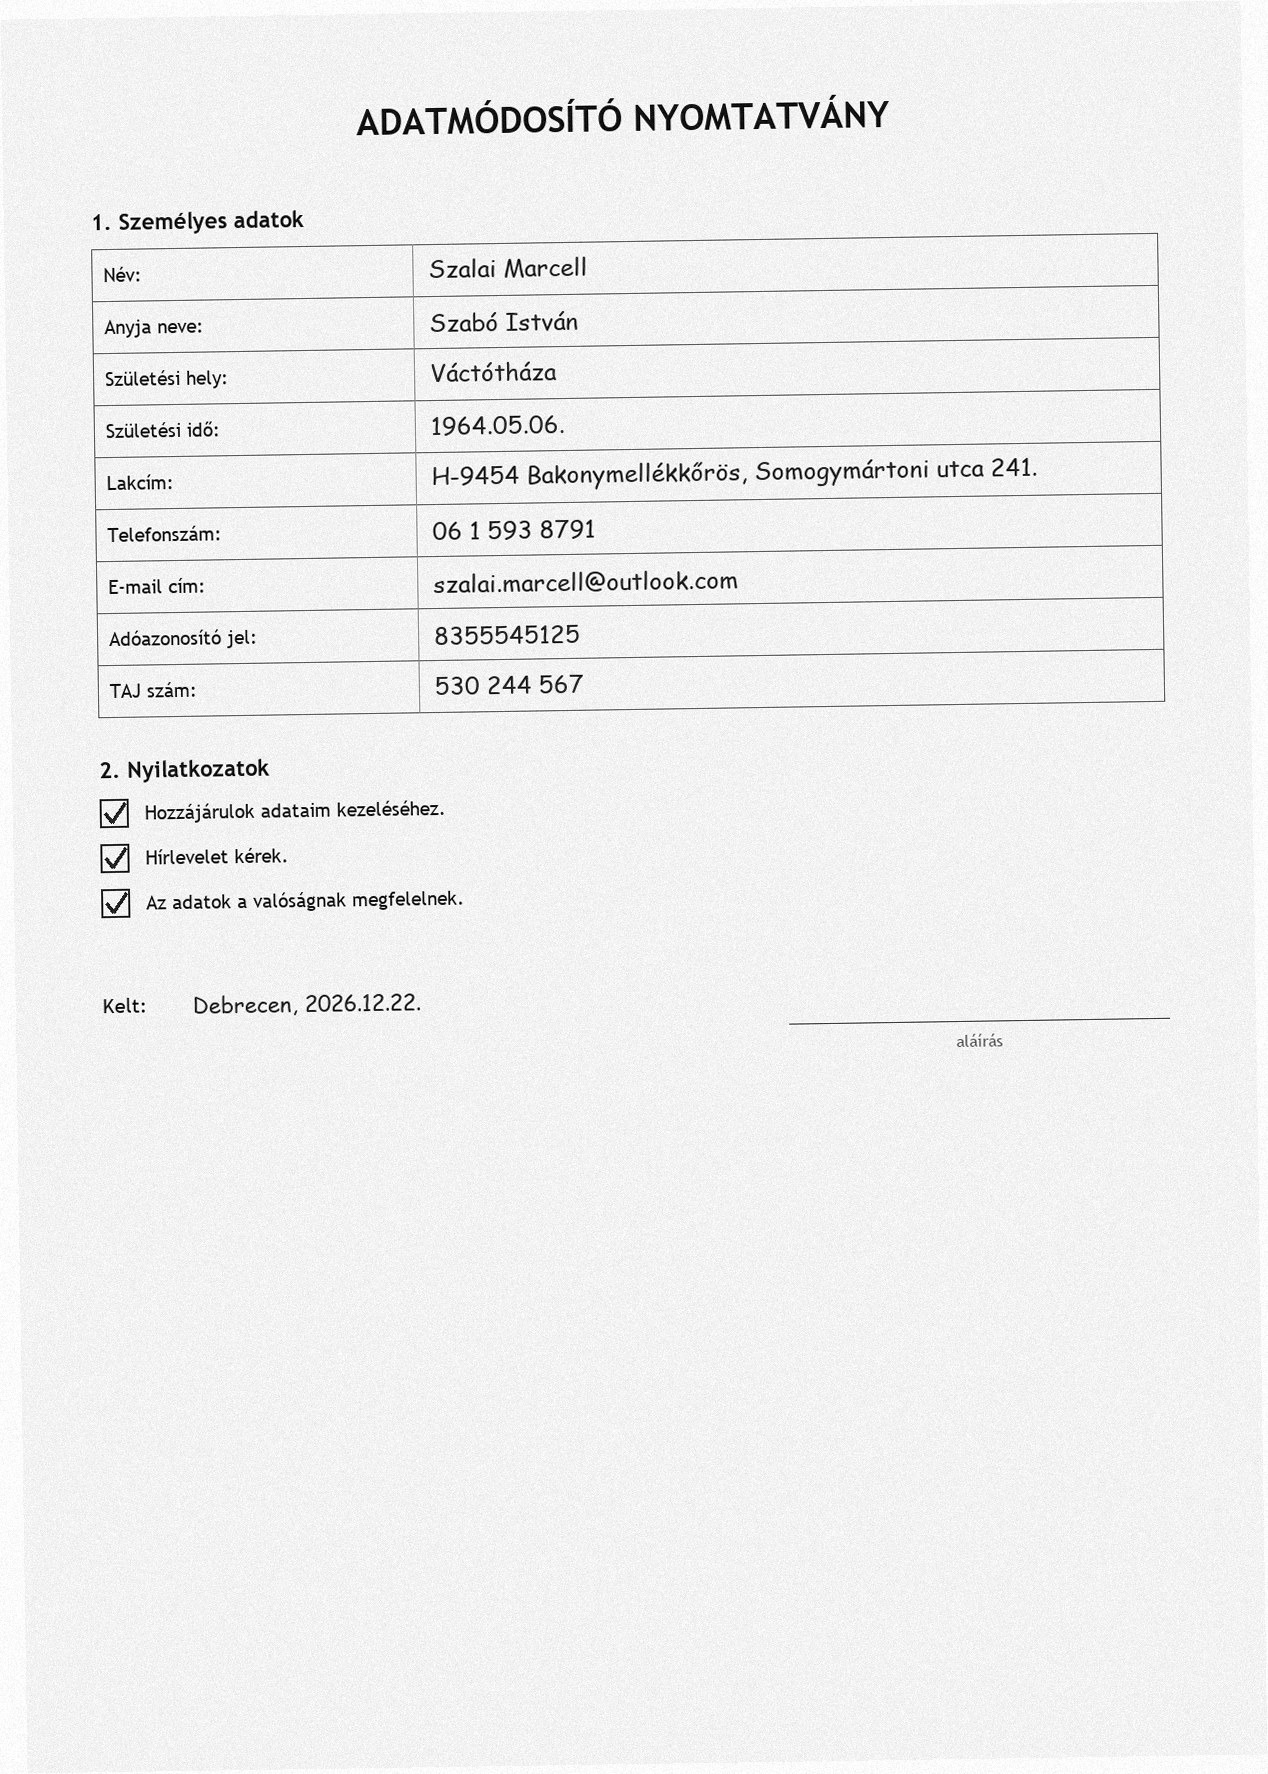 ADATMÓDOSÍTÓ NYOMTATVÁNY
1. Személyes adatok
Név: Szalai Marcell
Anyja neve: Szabó István
Születési hely: Váctótháza
Születési idő: 1964.05.06.
Lakcím: H-9454 Bakonymellékkőrös, Somogymártoni utca 241.
Telefonszám: 06 1 593 8791
E-mail cím: szalai.marcell@outlook.com
Adóazonosító jel: 8355545125
TAJ szám: 530 244 567
2. Nyilatkozatok
Hozzájárulok adataim kezeléséhez.
Hírlevelet kérek.
Az adatok a valóságnak megfelelnek.
Kelt: Debrecen, 2026.12.22.
aláírás